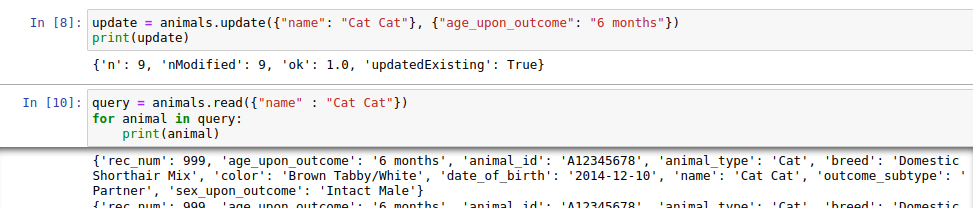 In [8]: update = animals.update({"name": "Cat Cat"}, {"age_upon_outcome": "6 months"})
print(update)
{'n': 9, 'nModified': 9, 'ok': 1.0, 'updatedExisting': True}
In [10]: query = animals.read({"name" : "Cat Cat"})
for animal in query:
    print(animal)
{'rec_num': 999, 'age_upon_outcome': '6 months', 'animal_id': 'A12345678', 'animal_type': 'Cat', 'breed': 'Domestic
Shorthair Mix', 'color': 'Brown Tabby/White', 'date_of_birth': '2014-12-10', 'name': 'Cat Cat', 'outcome_subtype': '
Partner', 'sex_upon_outcome': 'Intact Male'}
{'rec_num': 999, 'age_upon_outcome': '6 months', 'animal_id': 'A12345678', 'animal_type': 'Cat', 'breed': 'Domestic